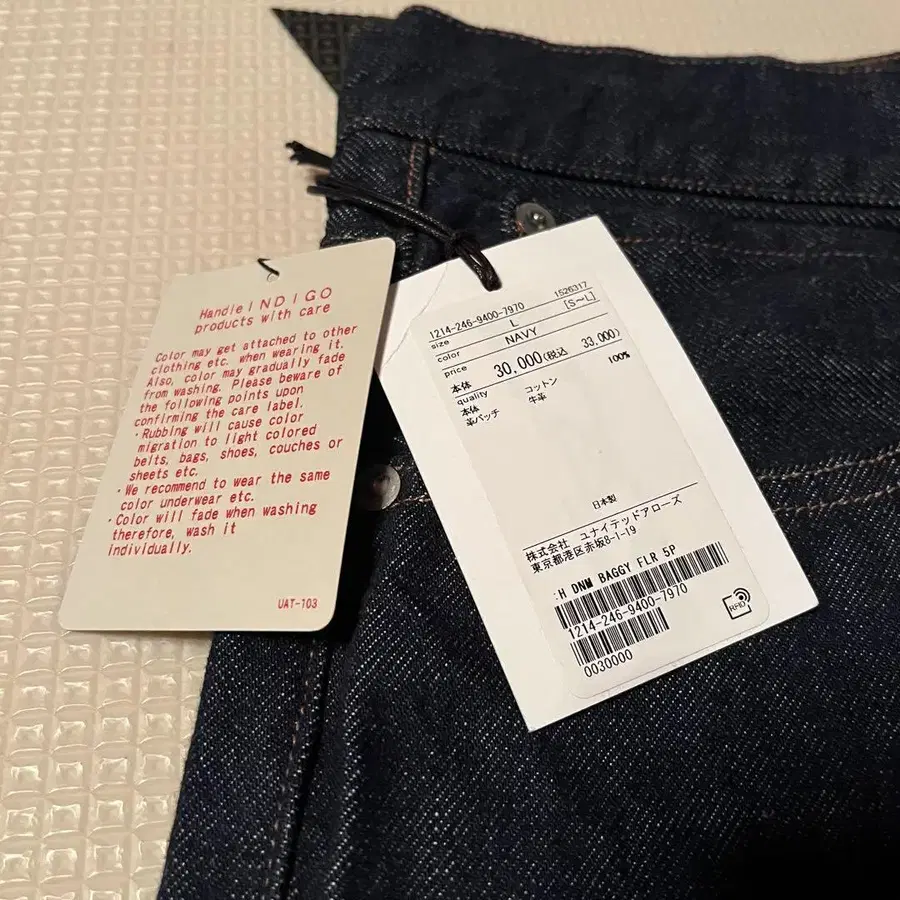 Handle INDIGO
products with care
Color may get attached to other
clothing etc. when wearing it.
Also, color may gradually fade
from washing. Please beware of
the following points upon
confirming the care label.
・Rubbing will cause color
migration to light colored
belts, bags, shoes, couches or
sheets etc.
・We recommend to wear the same
color underwear etc.
・Color will fade when washing
therefore, wash it
individually.
UAT-103
1214-246-9400-7970 1526317
size L [S〜L]
color NAVY
price 30,000(税込 33,000)
本体
quality コットン 100%
本体 牛革
革パッチ
日本製
株式会社 ユナイテッドアローズ
東京都港区赤坂8-1-19
:H DNM BAGGY FLR 5P
1214-246-9400-7970
0030000
RFID